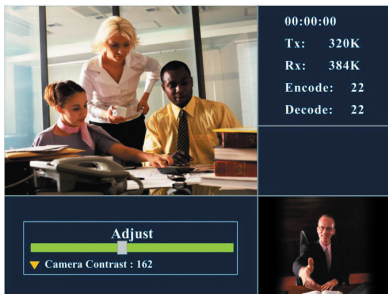 00:00:00
Tx: 320K
Rx: 384K
Encode: 22
Decode: 22
Adjust
Camera Contrast : 162